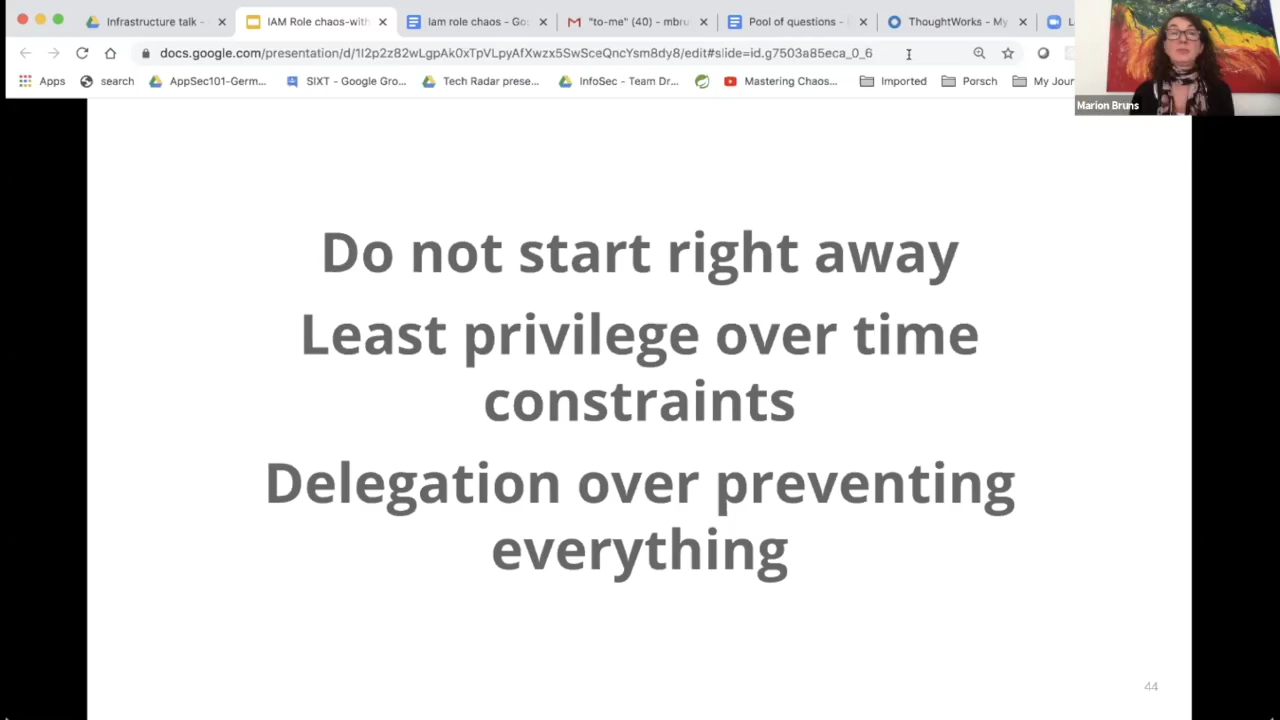 Infrastructure talk -
IAM Role chaos-with
Iam role chaos - Go
"to-me" (40) - mbru
Pool of questions -
ThoughtWorks - My
docs.google.com/presentation/d/1I2p2z82wLgpAk0xTpVLpyAfXwzx5SwSceQncYsm8dy8/edit#slide=id.g7503a85eca_0_6
Apps
search
AppSec101-Germ...
SIXT - Google Gro...
Tech Radar prese...
InfoSec - Team Dr...
Mastering Chaos...
Imported
Porsch
My Jour
Marion Bruns
Do not start right away
Least privilege over time
constraints
Delegation over preventing
everything
44